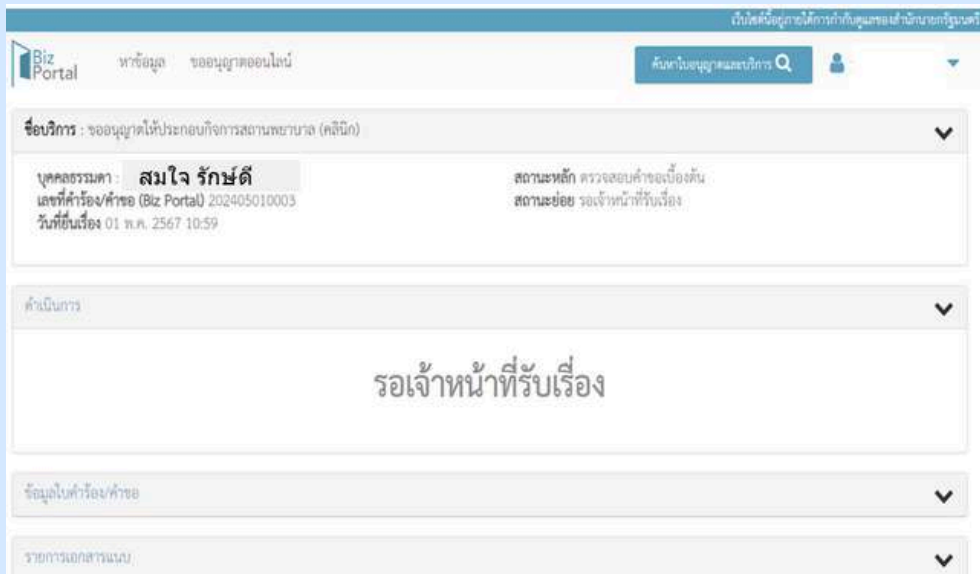 เว็บไซต์นี้อยู่ภายใต้การกำกับดูแลของสำนักนายกรัฐมนตรี
Biz Portal
หาข้อมูล ขออนุญาตออนไลน์ ค้นหาใบอนุญาตและบริการ
ชื่อบริการ : ขออนุญาตให้ประกอบกิจการสถานพยาบาล (คลินิก)
บุคคลธรรมดา : สมใจ รักษ์ดี
เลขที่คำร้อง/คำขอ (Biz Portal) 202405010003
วันที่ยื่นเรื่อง 01 พ.ค. 2567 10:59
สถานะหลัก ตรวจสอบคำขอเบื้องต้น
สถานะย่อย รอเจ้าหน้าที่รับเรื่อง
ดำเนินการ
รอเจ้าหน้าที่รับเรื่อง
ข้อมูลใบคำร้อง/คำขอ
รายการเอกสารแนบ